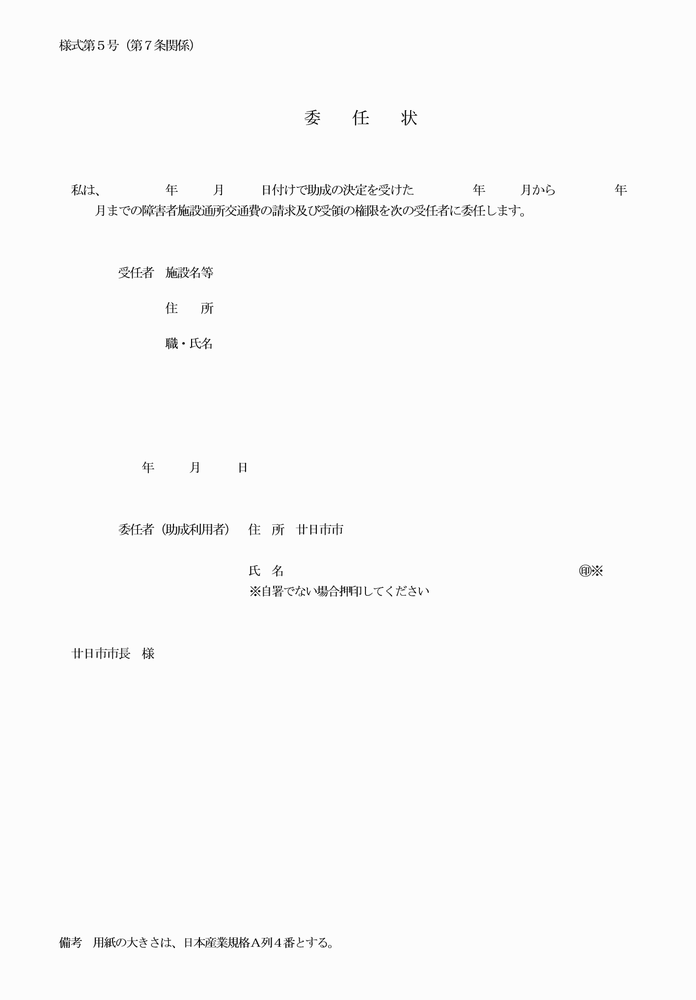 様式第５号（第７条関係）
委　任　状
私は、　　　　　年　　　月　　　日付けで助成の決定を受けた　　　　　年　　　月から　　　　　年
月までの障害者施設通所交通費の請求及び受領の権限を次の受任者に委任します。
受任者　施設名等
住　　所
職・氏名
年　　　月　　　日
委任者（助成利用者）　住　所　廿日市市
氏　名　　　　　　　　　　　　　　　　　　　　　　　　　㊞※
※自署でない場合押印してください
廿日市市長　様
備考　用紙の大きさは、日本産業規格Ａ列４番とする。